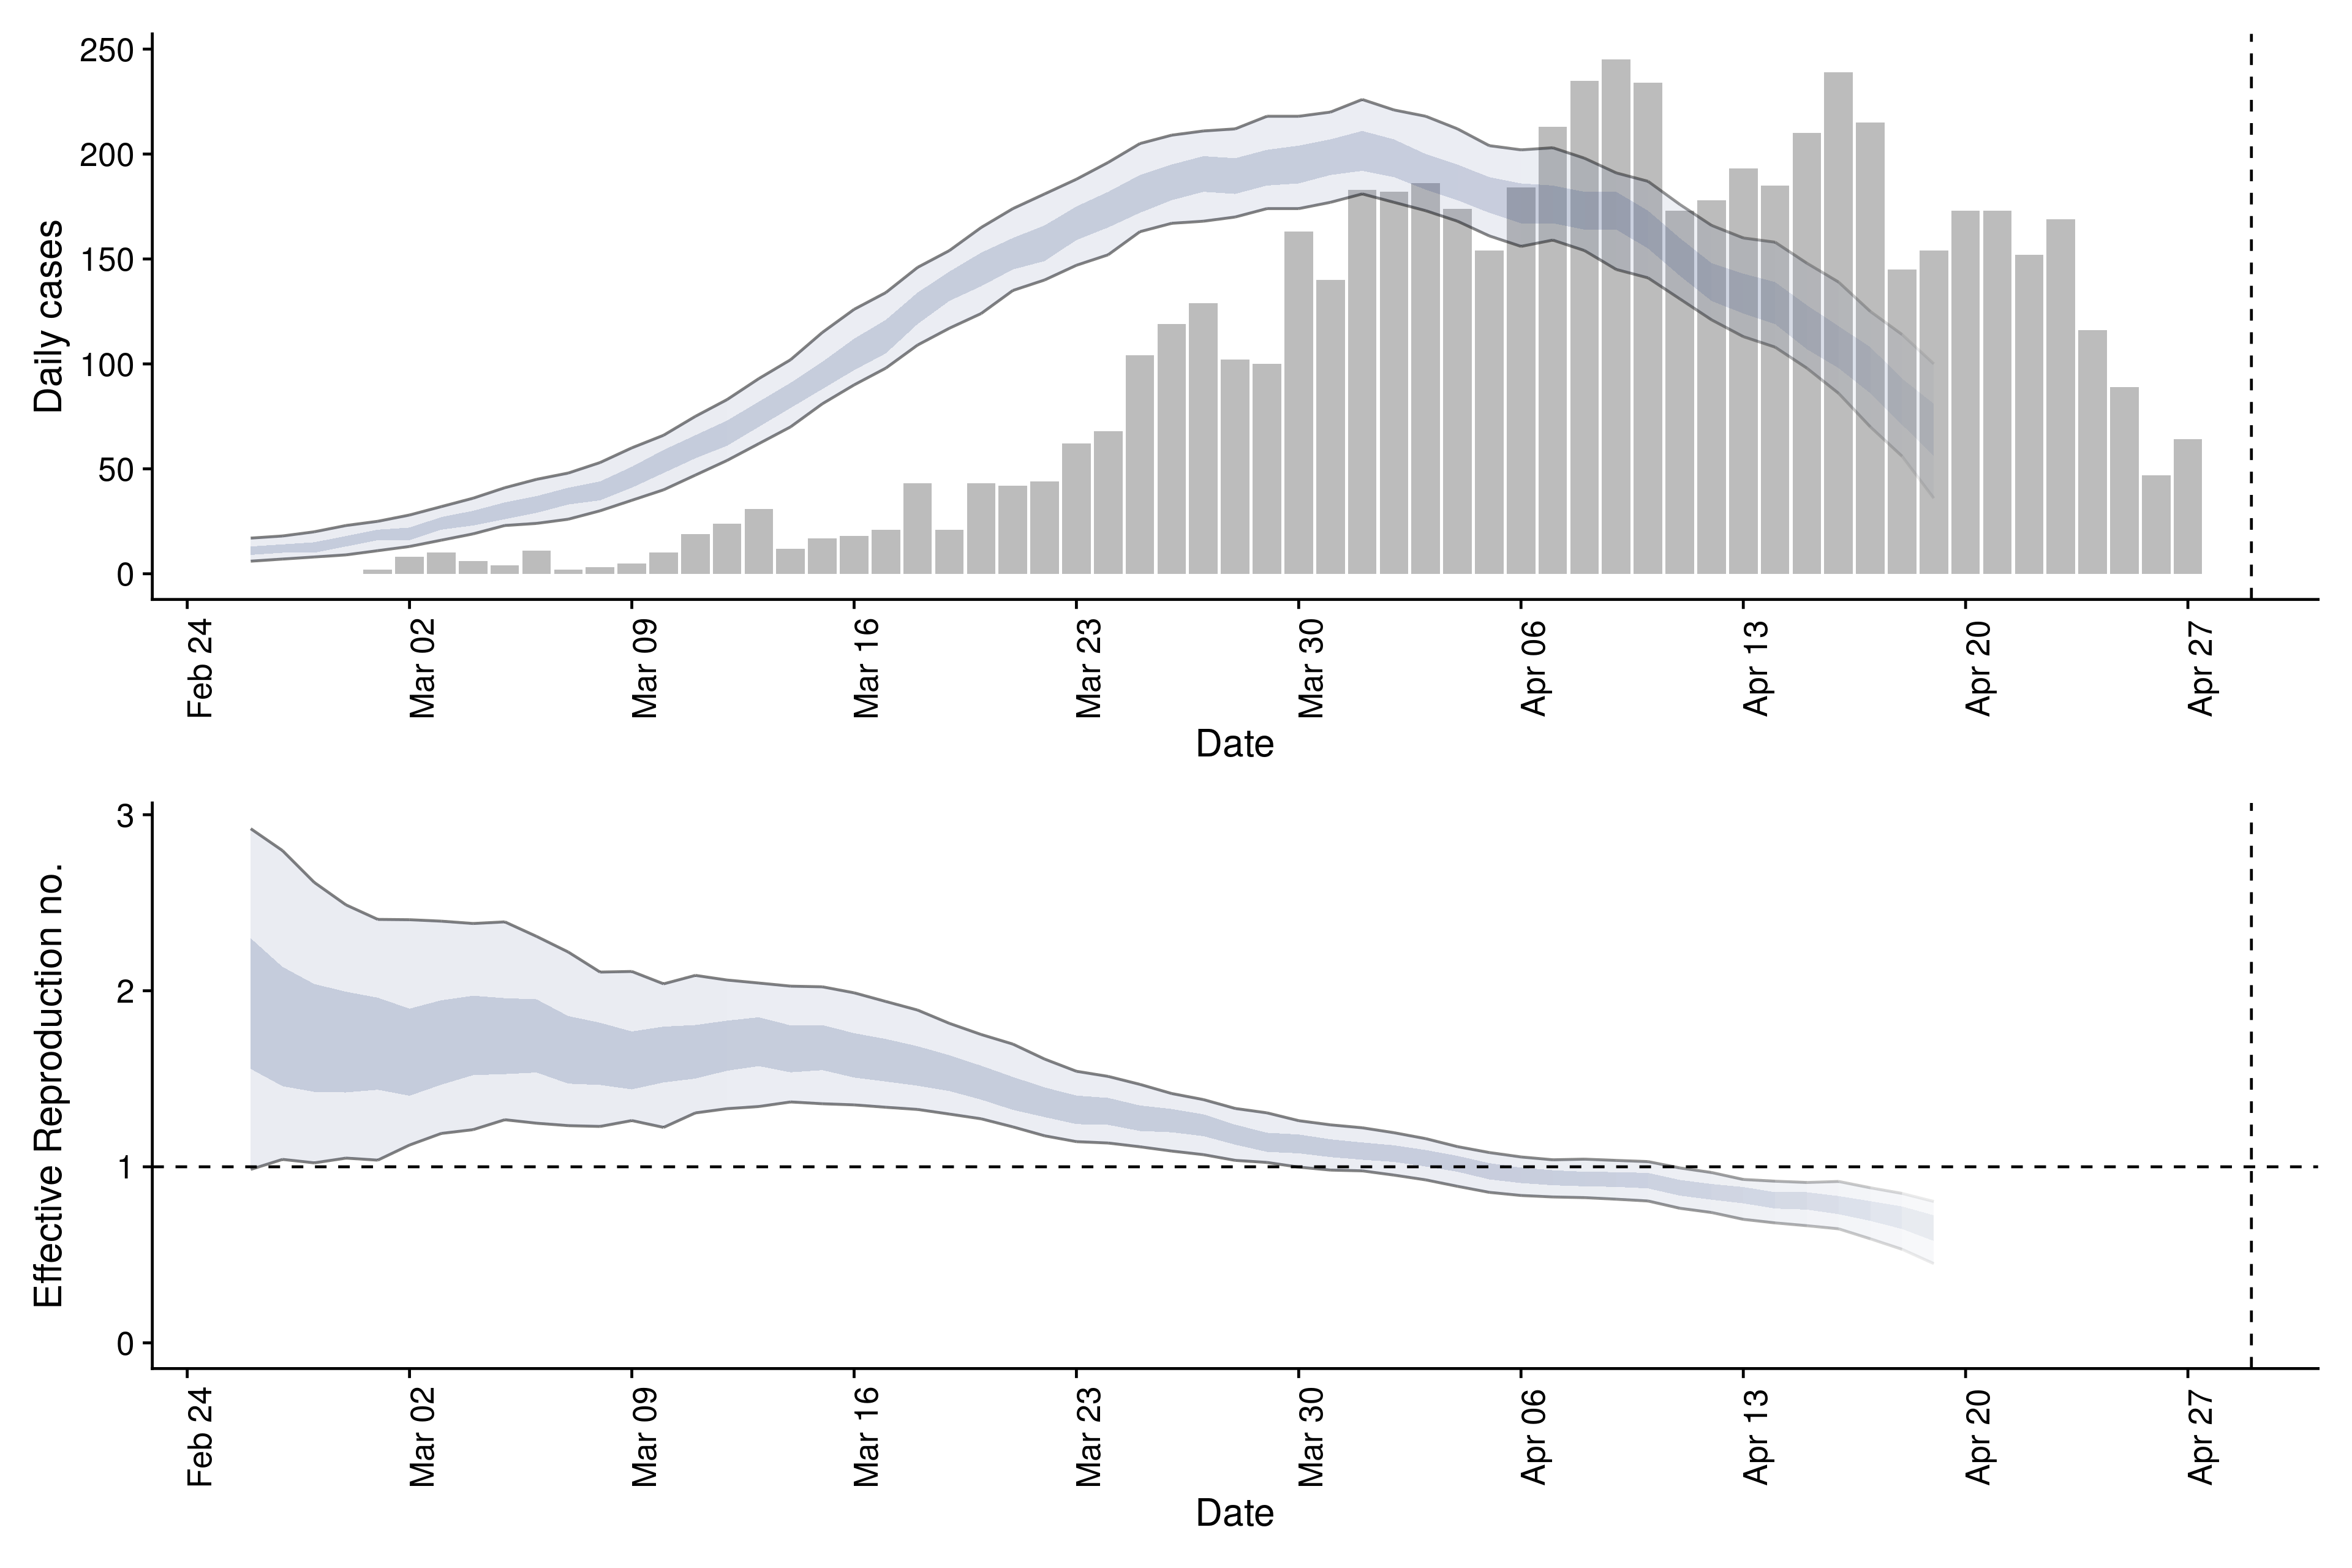 Daily cases
250
200
150
100
50
0
Feb 24
Mar 02
Mar 09
Mar 16
Mar 23
Mar 30
Apr 06
Apr 13
Apr 20
Apr 27
Date
Effective Reproduction no.
3
2
1
0
Feb 24
Mar 02
Mar 09
Mar 16
Mar 23
Mar 30
Apr 06
Apr 13
Apr 20
Apr 27
Date